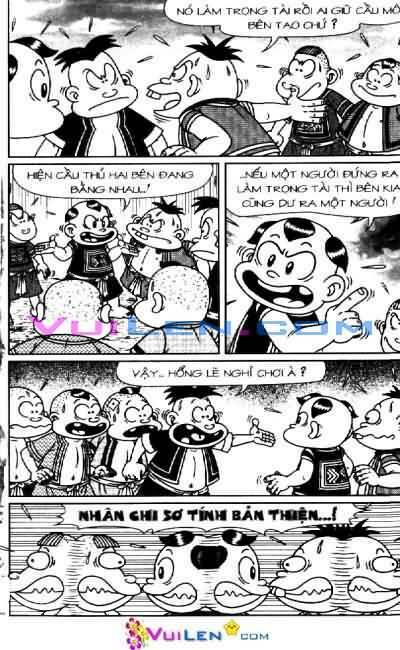 NÓ LÀM TRỌNG TÀI RỒI AI GIỮ CẦU MÔN
BÊN TAO CHỨ ?
HIỆN CẦU THỦ HAI BÊN ĐANG
BẰNG NHAU...!
...NẾU MỘT NGƯỜI ĐỨNG RA
LÀM TRỌNG TÀI THÌ BÊN KIA
CŨNG DƯ RA MỘT NGƯỜI !
VUILEN.COM
VẬY... HỔNG LẼ NGHỈ CHƠI À ?
NHÂN CHI SƠ TÍNH BẢN THIỆN...!
VUILEN.COM